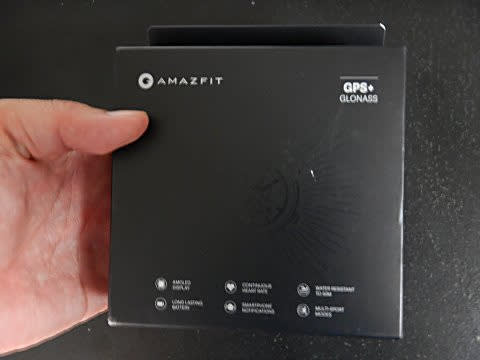 AMAZFIT
GPS+
GLONASS
AMOLED
DISPLAY
CONTINUOUS
HEART RATE
WATER RESISTANT
TO 50M
LONG LASTING
BATTERY
SMARTPHONE
NOTIFICATIONS
MULTI-SPORT
MODES